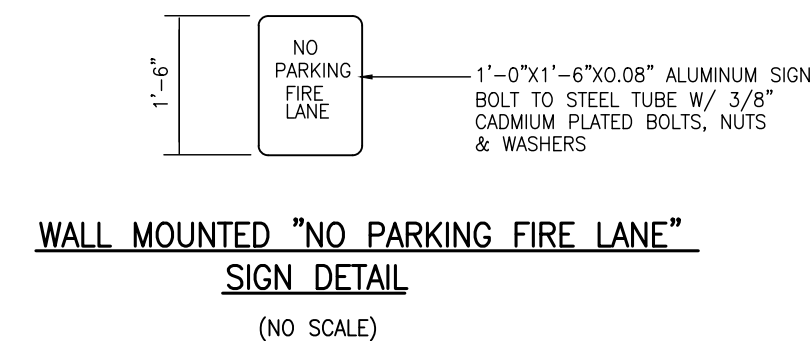 1'-6"
NO
PARKING
FIRE
LANE
1'-0"X1'-6"X0.08" ALUMINUM SIGN
BOLT TO STEEL TUBE W/ 3/8"
CADMIUM PLATED BOLTS, NUTS
& WASHERS
WALL MOUNTED "NO PARKING FIRE LANE"
SIGN DETAIL
(NO SCALE)